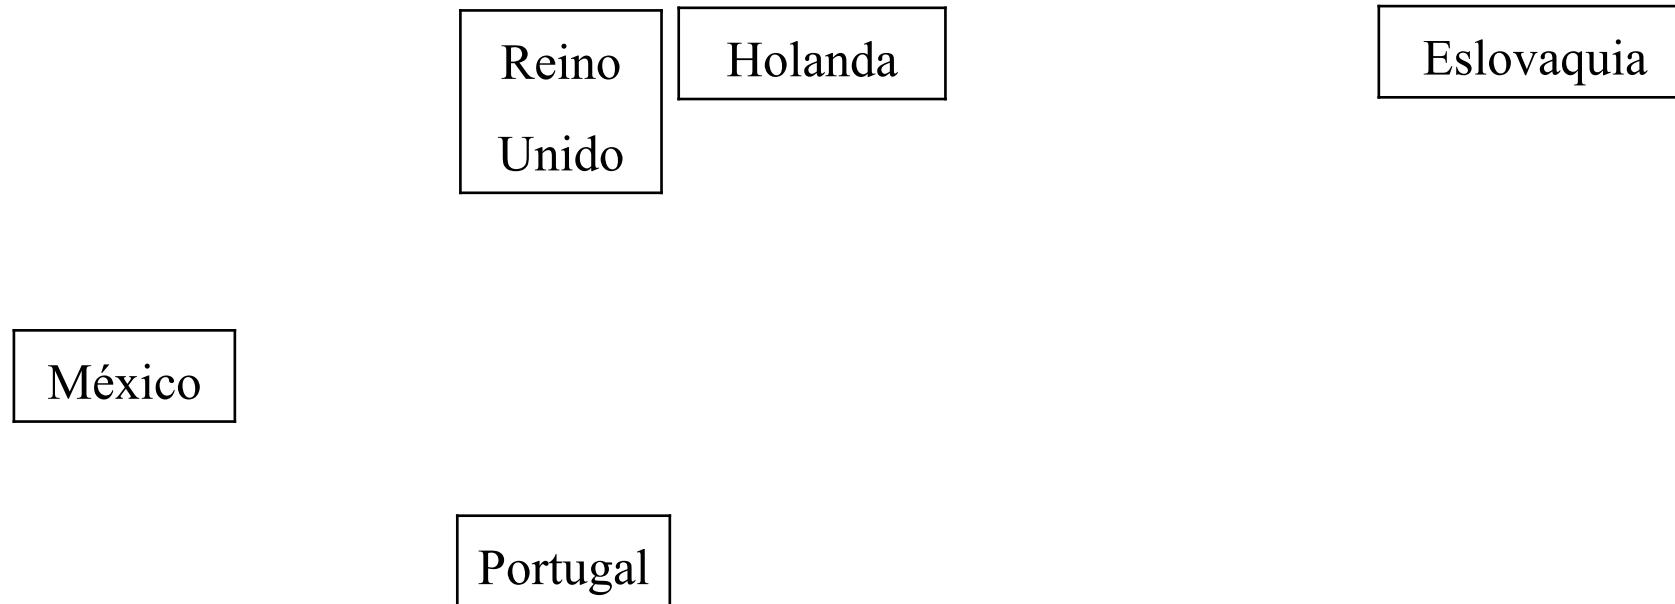 Reino
Unido
Holanda
Eslovaquia
México
Portugal